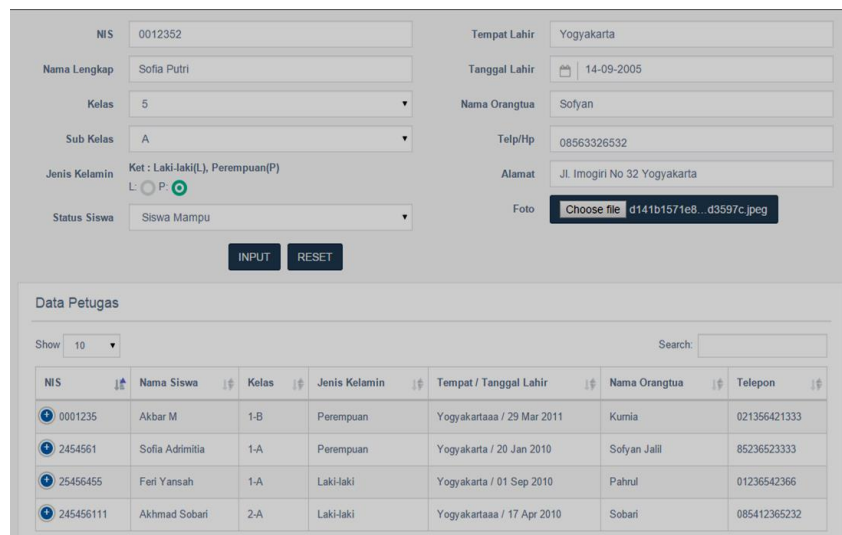 NIS 0012352 Tempat Lahir Yogyakarta
Nama Lengkap Sofia Putri Tanggal Lahir 14-09-2005
Kelas 5 Nama Orangtua Sofyan
Sub Kelas A Telp/Hp 08563326532
Jenis Kelamin Ket : Laki-laki(L), Perempuan(P) Alamat Jl. Imogiri No 32 Yogyakarta
L: P:
Status Siswa Siswa Mampu Foto Choose file d141b1571e8...d3597c.jpeg
INPUT RESET
Data Petugas
Show 10 Search:
NIS Nama Siswa Kelas Jenis Kelamin Tempat / Tanggal Lahir Nama Orangtua Telepon
0001235 Akbar M 1-B Perempuan Yogyakartaaa / 29 Mar 2011 Kurnia 021356421333
2454561 Sofia Adrimitia 1-A Perempuan Yogyakarta / 20 Jan 2010 Sofyan Jalil 85236523333
25456455 Feri Yansah 1-A Laki-laki Yogyakarta / 01 Sep 2010 Pahrul 01236542366
245456111 Akhmad Sobari 2-A Laki-laki Yogyakartaaa / 17 Apr 2010 Sobari 085412365232